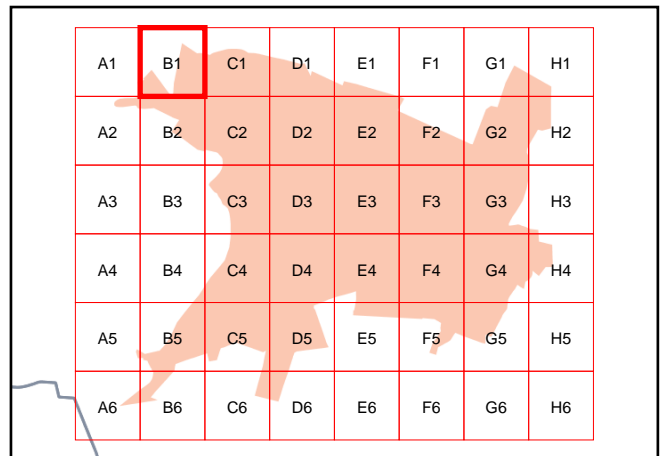 A1 B1 C1 D1 E1 F1 G1 H1
A2 B2 C2 D2 E2 F2 G2 H2
A3 B3 C3 D3 E3 F3 G3 H3
A4 B4 C4 D4 E4 F4 G4 H4
A5 B5 C5 D5 E5 F5 G5 H5
A6 B6 C6 D6 E6 F6 G6 H6